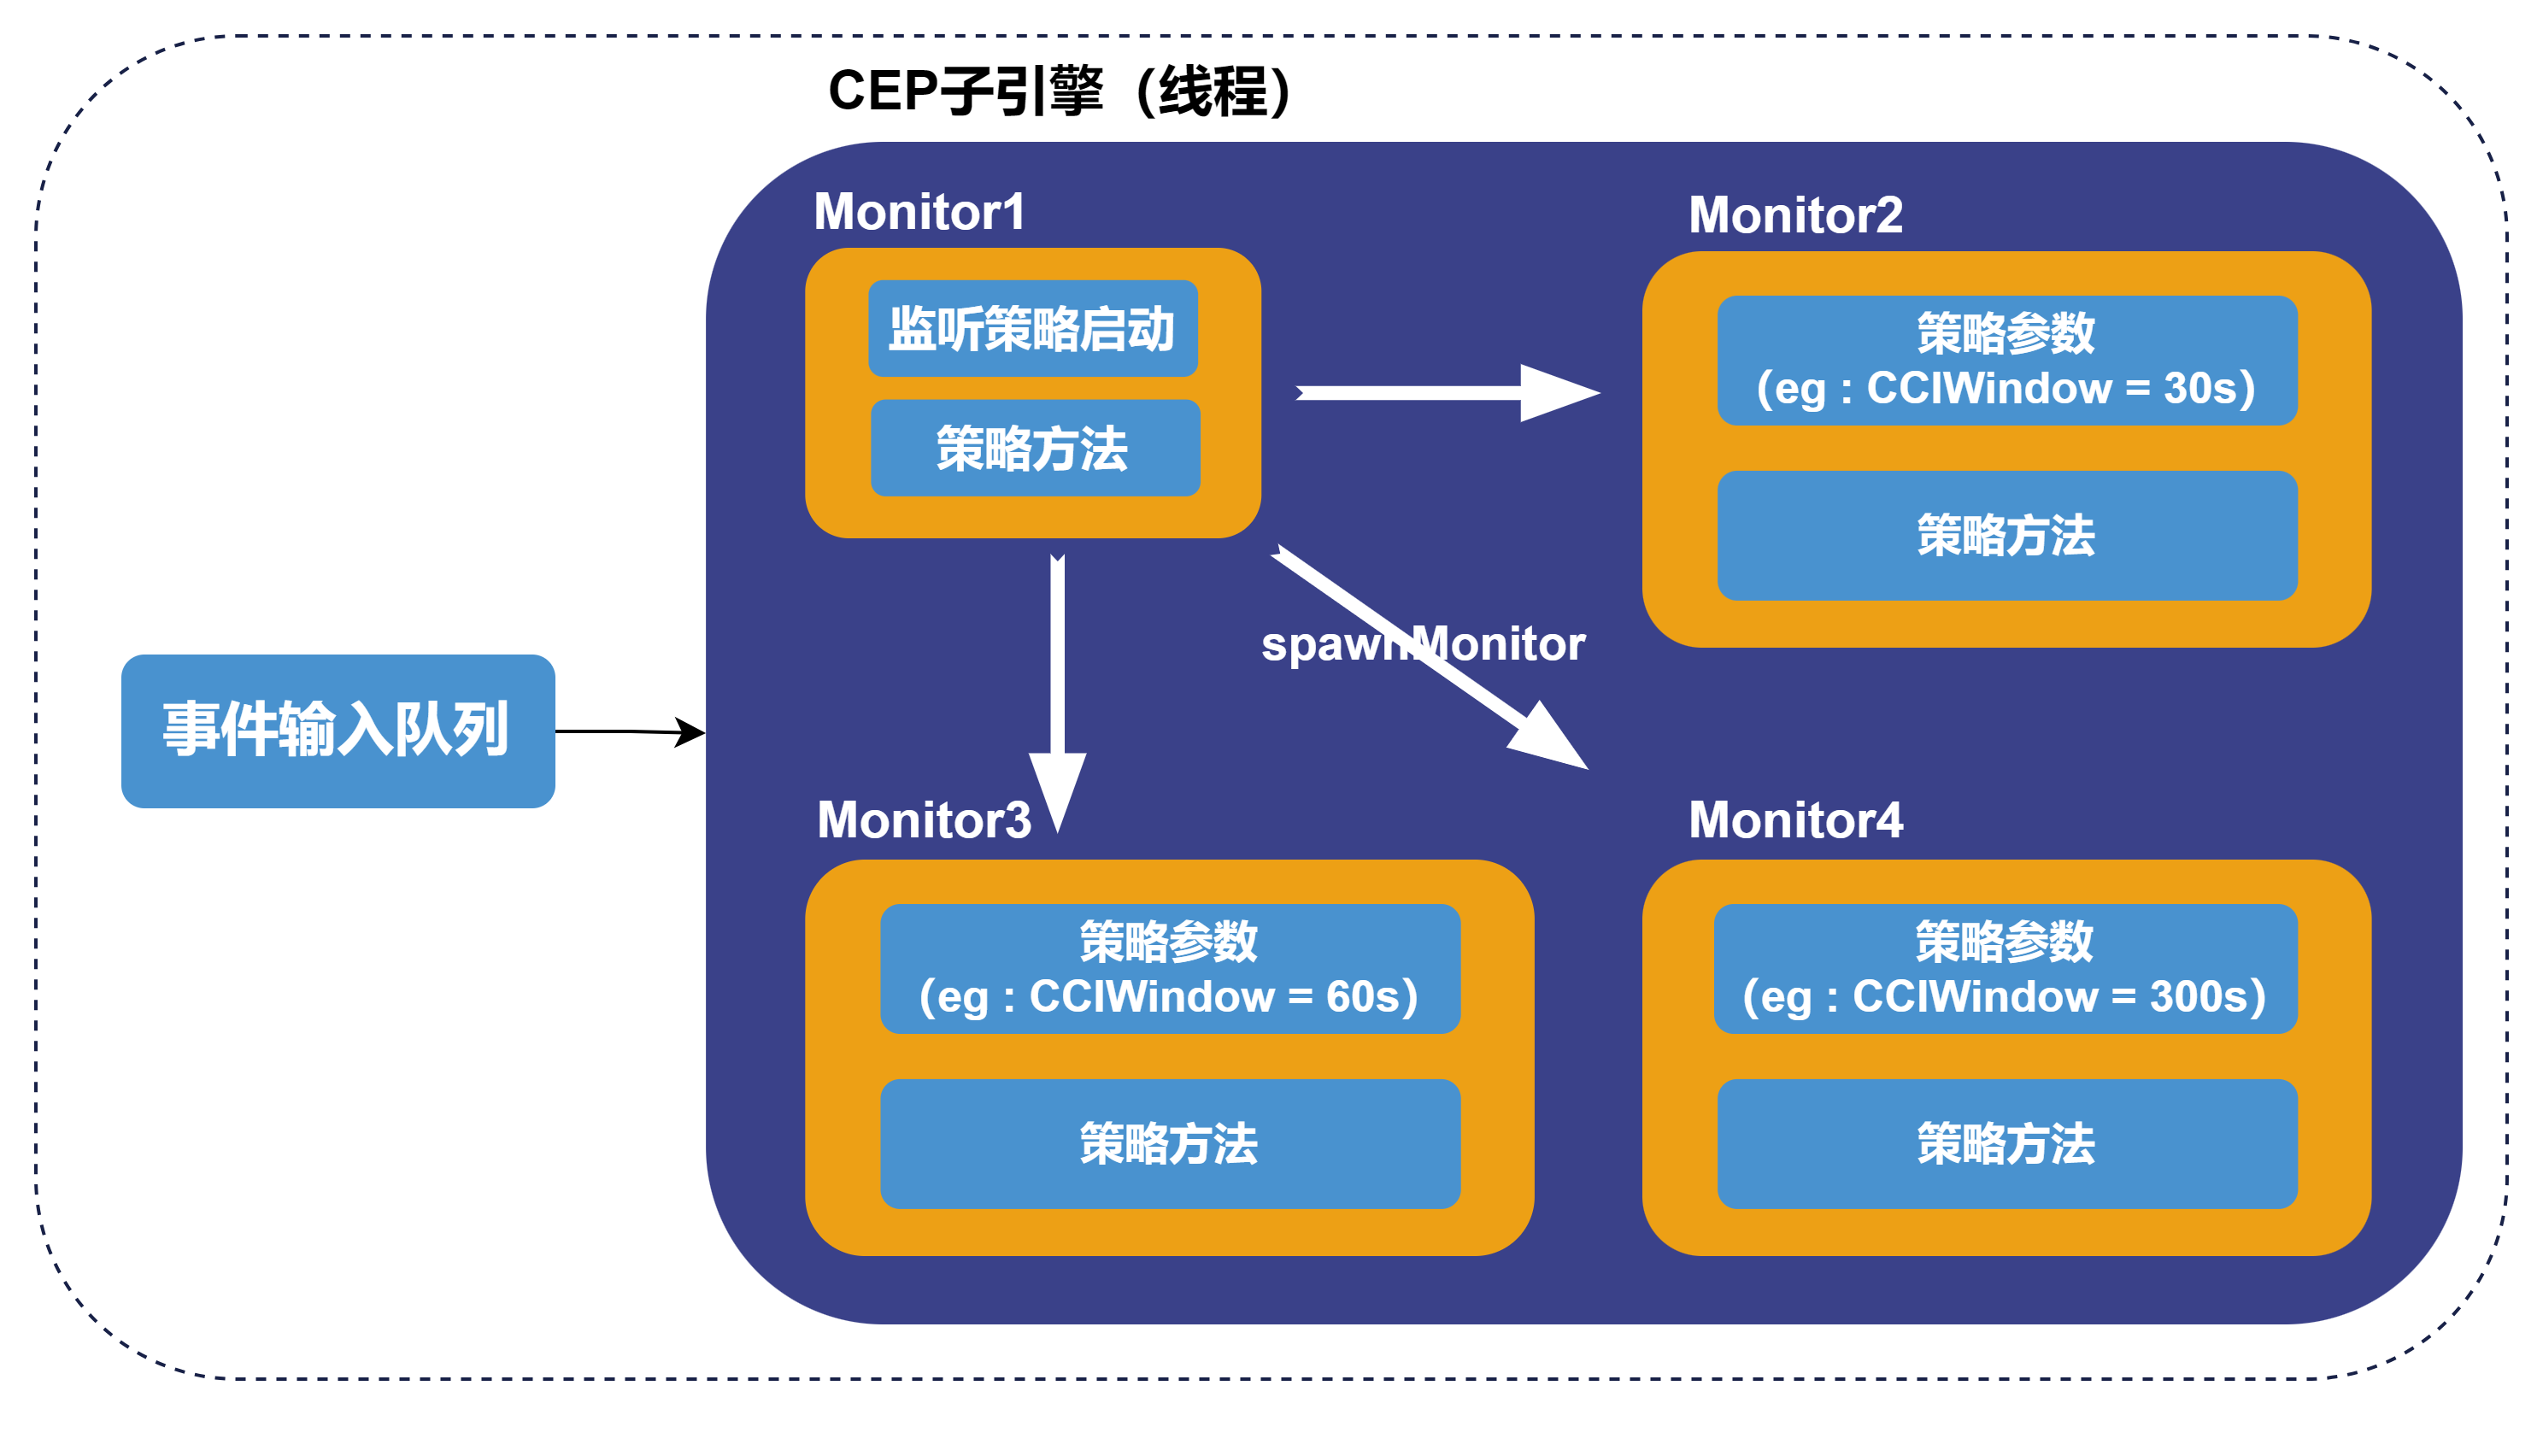 CEP子引擎（线程）
Monitor1
监听策略启动
策略方法
Monitor2
策略参数
（eg : CCIWindow = 30s）
策略方法
spawnMonitor
事件输入队列
Monitor3
策略参数
（eg : CCIWindow = 60s）
策略方法
Monitor4
策略参数
（eg : CCIWindow = 300s）
策略方法